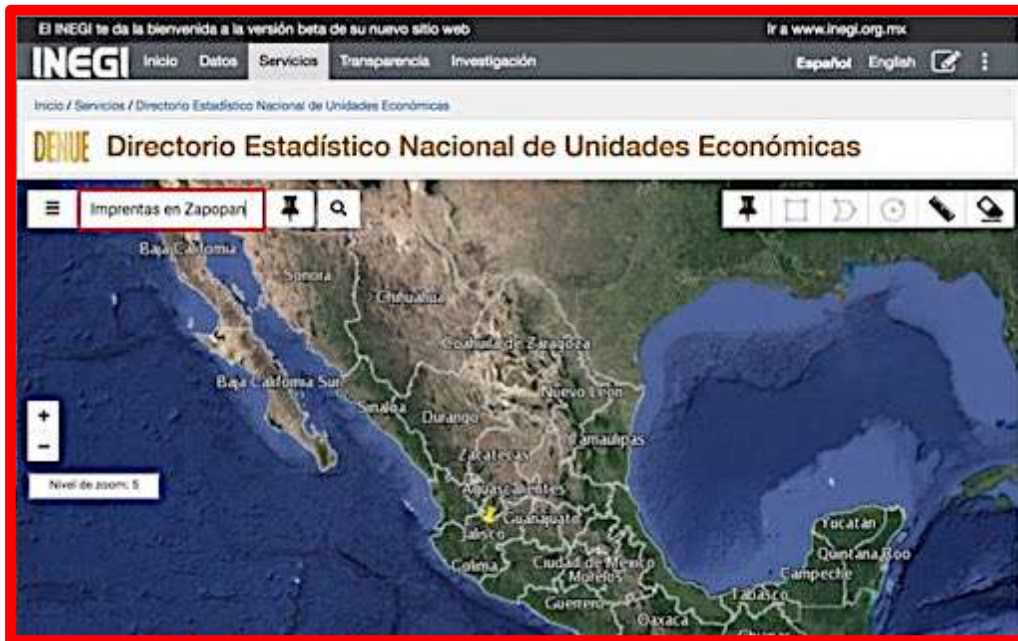 El INEGI te da la bienvenida a la versión beta de su nuevo sitio web Ir a www.inegi.org.mx
INEGI Inicio Datos Servicios Transparencia Investigación Español English
Inicio / Servicios / Directorio Estadístico Nacional de Unidades Económicas
DENUE Directorio Estadístico Nacional de Unidades Económicas
Imprentas en Zapopan
Baja California
Sonora
Chihuahua
Coahuila de Zaragoza
Baja California Sur
Nuevo León
Sinaloa
Durango
+
Tamaulipas
−
Zacatecas
Nivel de zoom: 5
Aguascalientes
Guanajuato
Yucatán
Jalisco
Quintana Roo
Colima
Ciudad de México
Morelos
Campeche
Tabasco
Guerrero
Oaxaca